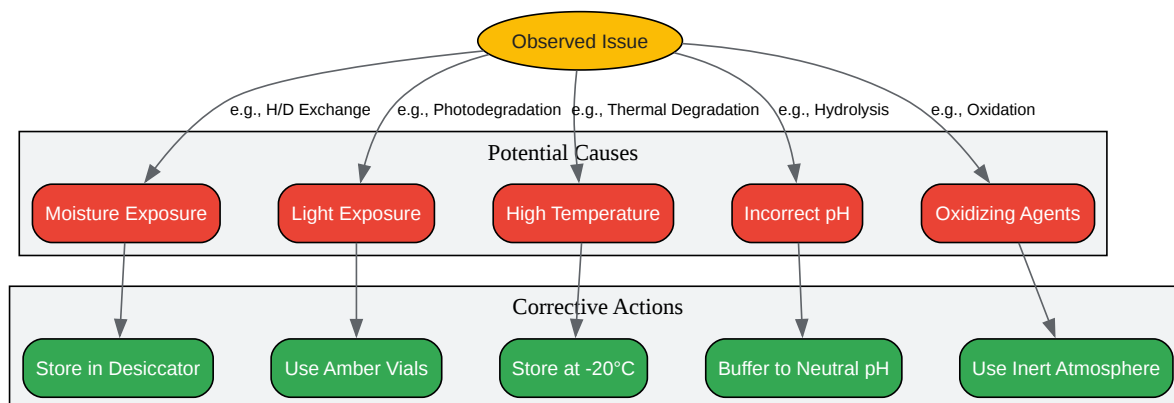 Observed Issue
e.g., H/D Exchange
e.g., Photodegradation
e.g., Thermal Degradation
e.g., Hydrolysis
e.g., Oxidation
Potential Causes
Moisture Exposure
Light Exposure
High Temperature
Incorrect pH
Oxidizing Agents
Corrective Actions
Store in Desiccator
Use Amber Vials
Store at -20°C
Buffer to Neutral pH
Use Inert Atmosphere